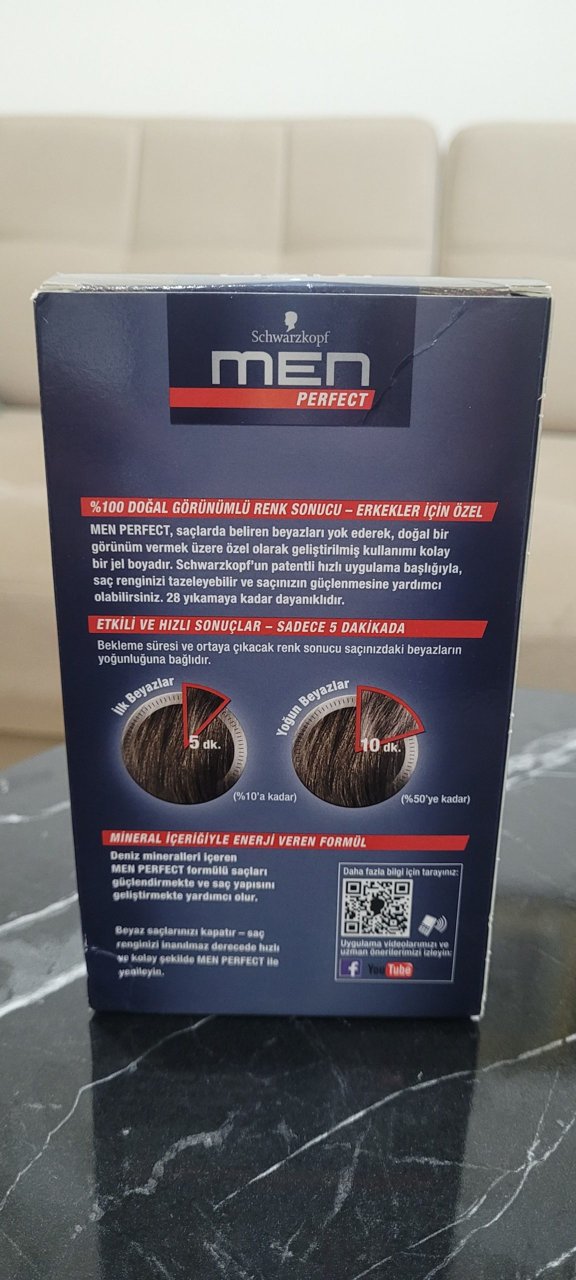 Schwarzkopf
MEN
PERFECT
%100 DOĞAL GÖRÜNÜMLÜ RENK SONUCU – ERKEKLER İÇİN ÖZEL
MEN PERFECT, saçlarda beliren beyazları yok ederek, doğal bir
görünüm vermek üzere özel olarak geliştirilmiş kullanımı kolay
bir jel boyadır. Schwarzkopf'un patentli hızlı uygulama başlığıyla,
saç renginizi tazeleyebilir ve saçınızın güçlenmesine yardımcı
olabilirsiniz. 28 yıkamaya kadar dayanıklıdır.
ETKİLİ VE HIZLI SONUÇLAR – SADECE 5 DAKİKADA
Bekleme süresi ve ortaya çıkacak renk sonucu saçınızdaki beyazların
yoğunluğuna bağlıdır.
İlk Beyazlar
5 dk.
(%10'a kadar)
Yoğun Beyazlar
10 dk.
(%50'ye kadar)
MİNERAL İÇERİĞİYLE ENERJİ VEREN FORMÜL
Deniz mineralleri içeren
MEN PERFECT formülü saçları
güçlendirmekte ve saç yapısını
geliştirmekte yardımcı olur.
Beyaz saçlarınızı kapatır – saç
renginizi inanılmaz derecede hızlı
ve kolay şekilde MEN PERFECT ile
yenileyin.
Daha fazla bilgi için tarayınız:
Uygulama videolarımızı ve
uzman önerilerimizi izleyin:
f YouTube